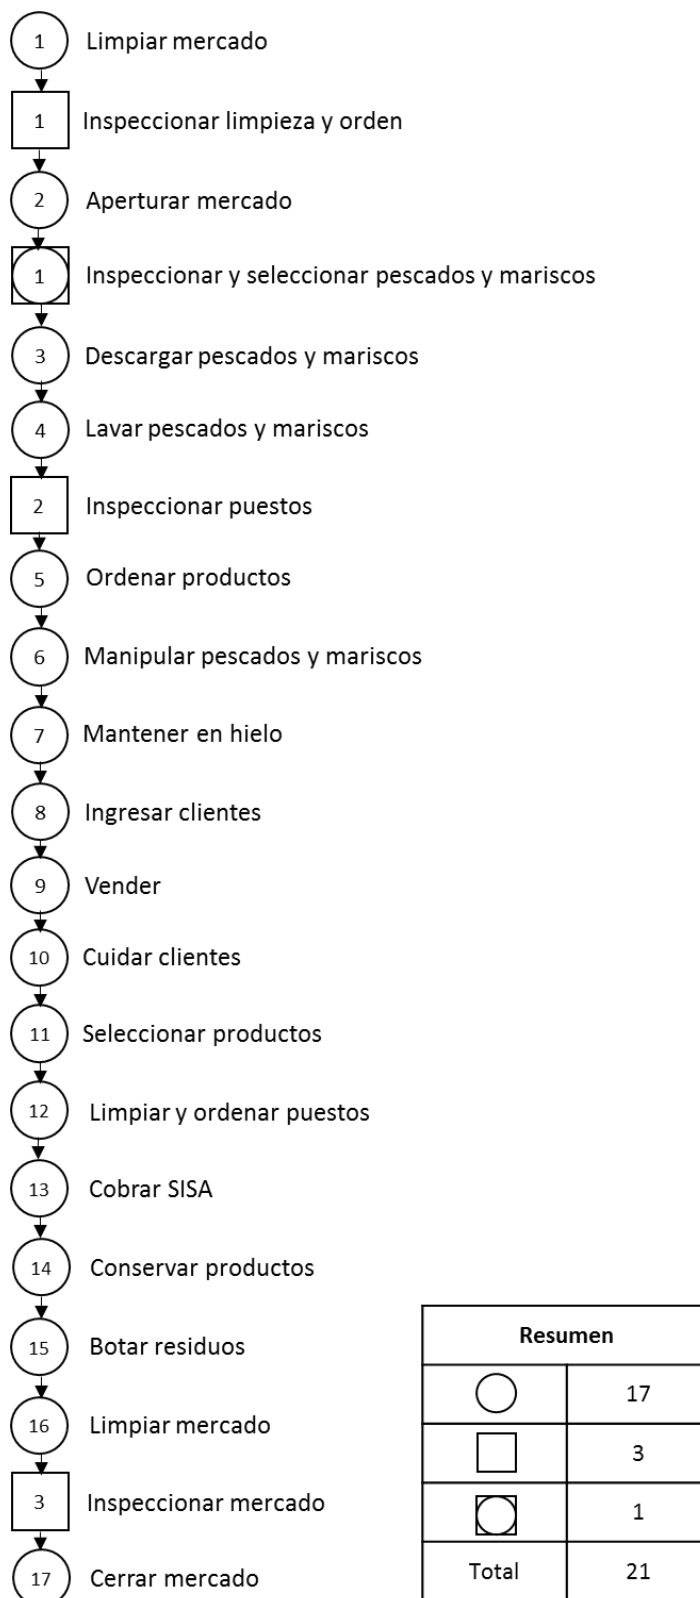 1 Limpiar mercado
1 Inspeccionar limpieza y orden
2 Aperturar mercado
1 Inspeccionar y seleccionar pescados y mariscos
3 Descargar pescados y mariscos
4 Lavar pescados y mariscos
2 Inspeccionar puestos
5 Ordenar productos
6 Manipular pescados y mariscos
7 Mantener en hielo
8 Ingresar clientes
9 Vender
10 Cuidar clientes
11 Seleccionar productos
12 Limpiar y ordenar puestos
13 Cobrar SISA
14 Conservar productos
15 Botar residuos
16 Limpiar mercado
3 Inspeccionar mercado
17 Cerrar mercado
Resumen
17
3
1
Total 21